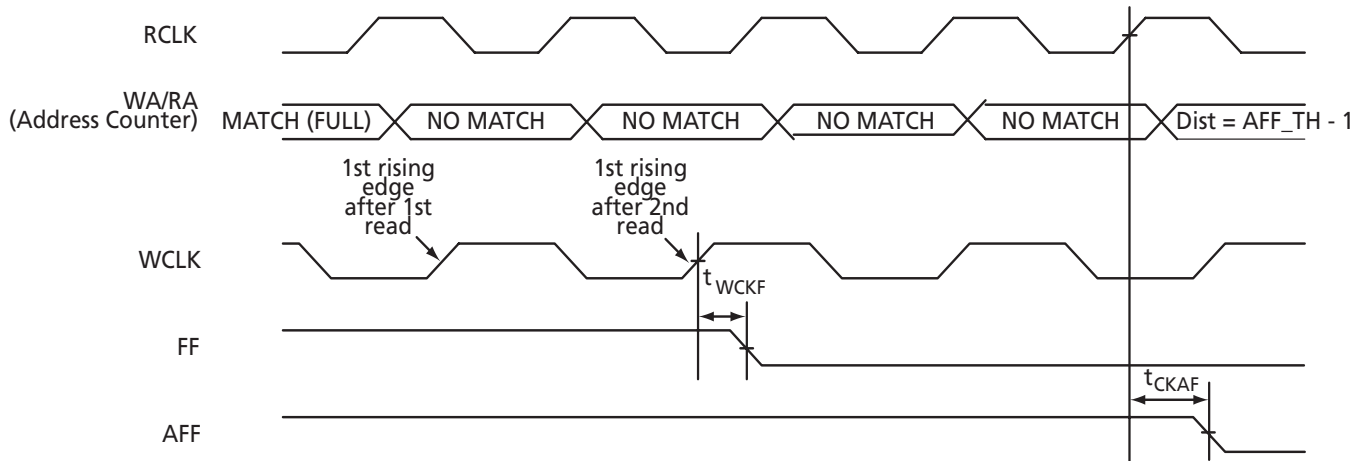 RCLK
WA/RA
(Address Counter)
MATCH (FULL)
NO MATCH
NO MATCH
NO MATCH
NO MATCH
Dist = AFF_TH - 1
1st rising
edge
after 1st
read
1st rising
edge
after 2nd
read
WCLK
tWCKF
FF
tCKAF
AFF